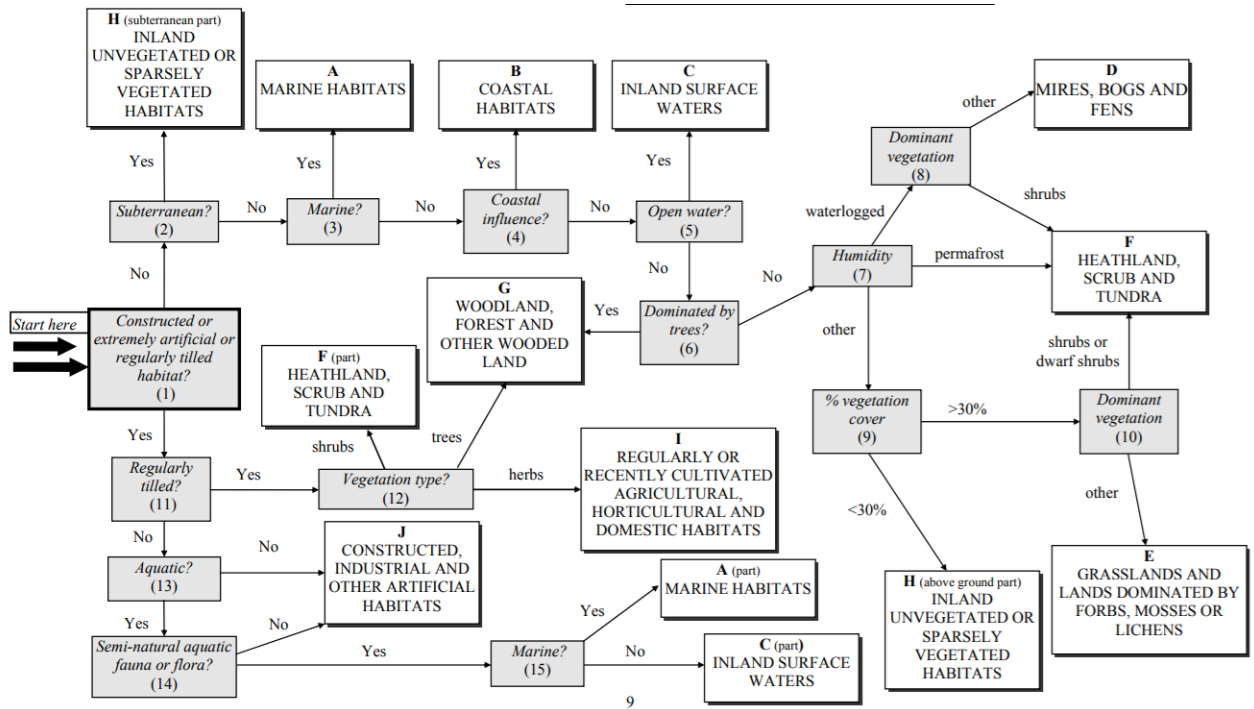 H (subterranean part)
INLAND
UNVEGETATED OR
SPARSELY
VEGETATED
HABITATS
A
MARINE HABITATS
B
COASTAL
HABITATS
C
INLAND SURFACE
WATERS
D
MIRES, BOGS AND
FENS
other
Dominant
vegetation
(8)
Yes
Yes
Yes
Yes
shrubs
waterlogged
Subterranean?
(2)
No
Marine?
(3)
No
Coastal
influence?
(4)
No
Open water?
(5)
Humidity
(7)
permafrost
F
HEATHLAND,
SCRUB AND
TUNDRA
No
No
No
G
WOODLAND,
FOREST AND
OTHER WOODED
LAND
Yes
Dominated by
trees?
(6)
other
Start here
Constructed or
extremely artificial or
regularly tilled
habitat?
(1)
F (part)
HEATHLAND,
SCRUB AND
TUNDRA
shrubs or
dwarf shrubs
% vegetation
cover
(9)
>30%
Dominant
vegetation
(10)
Yes
shrubs
trees
I
REGULARLY OR
RECENTLY CULTIVATED
AGRICULTURAL,
HORTICULTURAL AND
DOMESTIC HABITATS
Regularly
tilled?
(11)
Yes
Vegetation type?
(12)
herbs
other
<30%
No
No
J
CONSTRUCTED,
INDUSTRIAL AND
OTHER ARTIFICIAL
HABITATS
Aquatic?
(13)
A (part)
MARINE HABITATS
E
GRASSLANDS AND
LANDS DOMINATED BY
FORBS, MOSSES OR
LICHENS
H (above ground part)
INLAND
UNVEGETATED OR
SPARSELY
VEGETATED
HABITATS
Yes
No
Yes
Semi-natural aquatic
fauna or flora?
(14)
Yes
Marine?
(15)
No
C (part)
INLAND SURFACE
WATERS
9